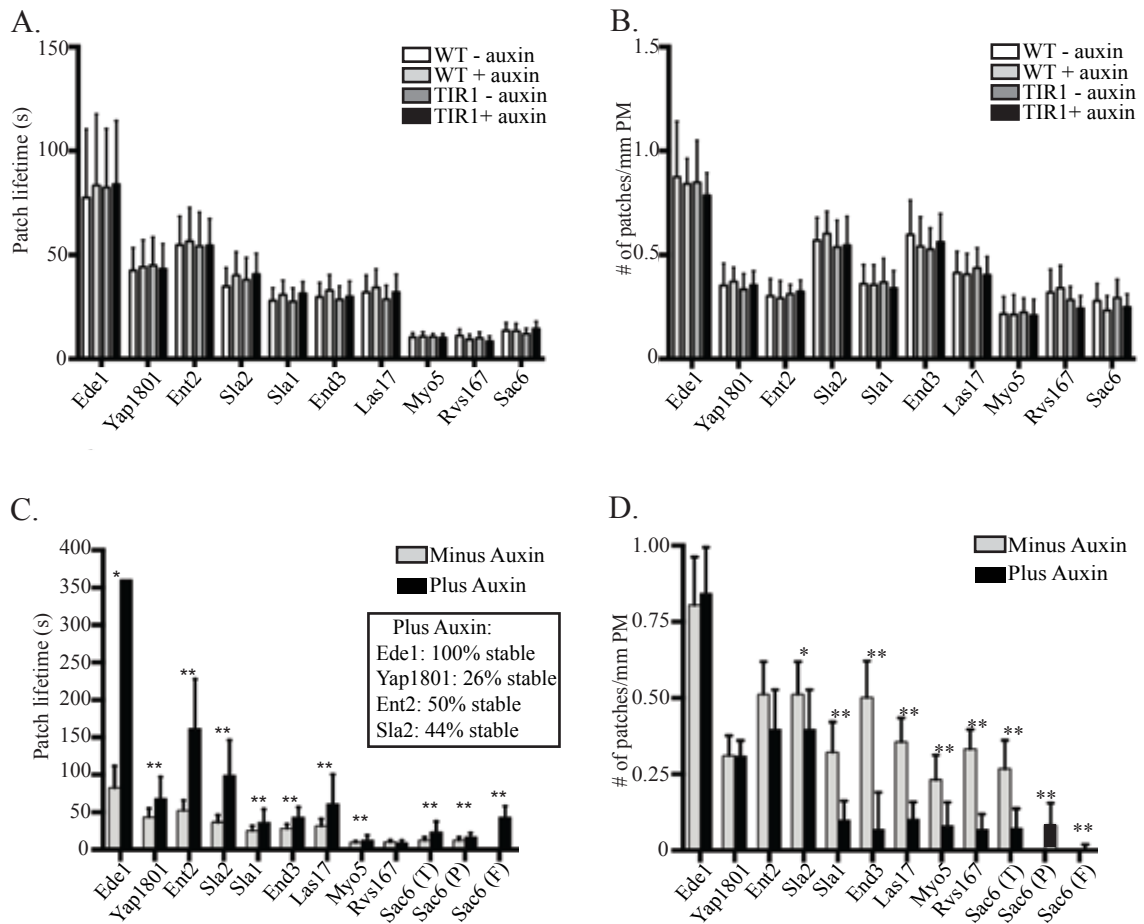 A.
150
100
50
0
Patch lifetime (s)
WT - auxin
WT + auxin
TIR1 - auxin
TIR1+ auxin
Ede1
Yap1801
Ent2
Sla2
Sla1
End3
Las17
Myo5
Rvs167
Sac6
B.
1.5
1.0
0.5
0
# of patches/mm PM
WT - auxin
WT + auxin
TIR1 - auxin
TIR1+ auxin
Ede1
Yap1801
Ent2
Sla2
Sla1
End3
Las17
Myo5
Rvs167
Sac6
C.
400
350
300
250
200
150
100
50
0
Patch lifetime (s)
Minus Auxin
Plus Auxin
Plus Auxin:
Ede1: 100% stable
Yap1801: 26% stable
Ent2: 50% stable
Sla2: 44% stable
*
**
**
**
**
**
**
**
**
**
**
Ede1
Yap1801
Ent2
Sla2
Sla1
End3
Las17
Myo5
Rvs167
Sac6 (T)
Sac6 (P)
Sac6 (F)
D.
1.00
0.75
0.50
0.25
0
# of patches/mm PM
Minus Auxin
Plus Auxin
*
**
**
**
**
**
**
**
**
Ede1
Yap1801
Ent2
Sla2
Sla1
End3
Las17
Myo5
Rvs167
Sac6 (T)
Sac6 (P)
Sac6 (F)